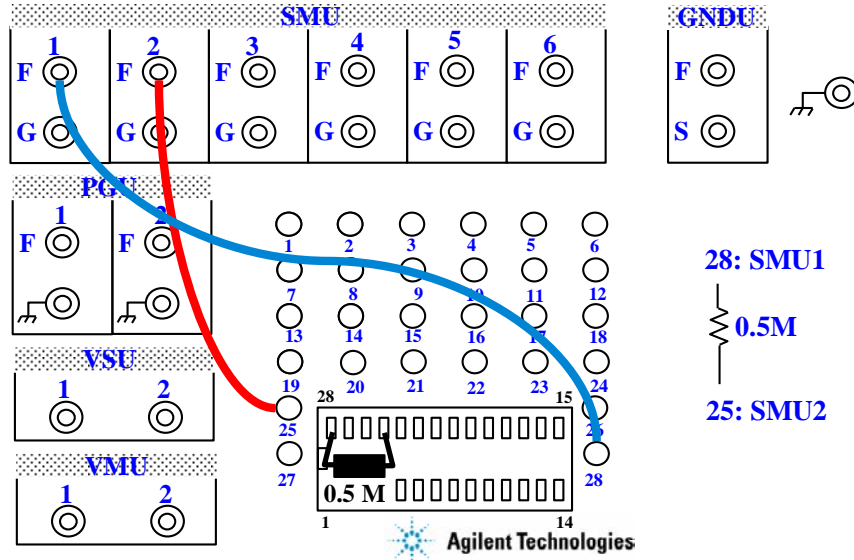 SMU GNDU
1 2 3 4 5 6
F F F F F F F
G G G G G G S
PGU
1 2
F F
1 2 3 4 5 6
7 8 9 10 11 12
28: SMU1
13 14 15 16 17 18
0.5M
VSU
1 2
19 20 21 22 23 24
28 15
25: SMU2
25 26
VMU
1 2
27 28
0.5 M
1 14
Agilent Technologies